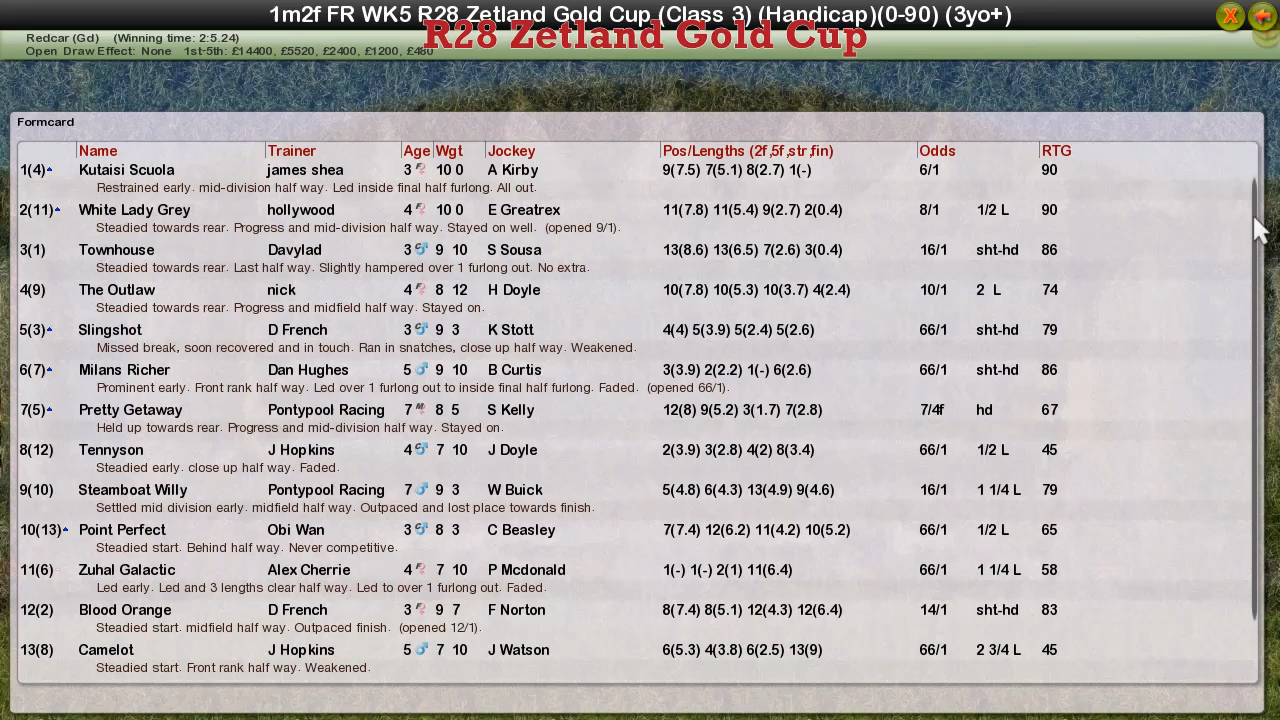 1m2f FR WK5 R28 Zetland Gold Cup (Class 3) (Handicap)(0-90) (3yo+)
R28 Zetland Gold Cup
Redcar (Gd) (Winning time: 2:5.24)
Open Draw Effect: None 1st-5th: £14400, £5520, £2400, £1200, £480
Formcard
Name Trainer Age Wgt Jockey Pos/Lengths (2f,5f,str,fin) Odds RTG
1(4) Kutaisi Scuola james shea 3 10 0 A Kirby 9(7.5) 7(5.1) 8(2.7) 1(-) 6/1 90
Restrained early. mid-division half way. Led inside final half furlong. All out.
2(11) White Lady Grey hollywood 4 10 0 E Greatrex 11(7.8) 11(5.4) 9(2.7) 2(0.4) 8/1 1/2 L 90
Steadied towards rear. Progress and mid-division half way. Stayed on well. (opened 9/1).
3(1) Townhouse Davylad 3 9 10 S Sousa 13(8.6) 13(6.5) 7(2.6) 3(0.4) 16/1 sht-hd 86
Steadied towards rear. Last half way. Slightly hampered over 1 furlong out. No extra.
4(9) The Outlaw nick 4 8 12 H Doyle 10(7.8) 10(5.3) 10(3.7) 4(2.4) 10/1 2 L 74
Steadied towards rear. Progress and midfield half way. Stayed on.
5(3) Slingshot D French 3 9 3 K Stott 4(4) 5(3.9) 5(2.4) 5(2.6) 66/1 sht-hd 79
Missed break, soon recovered and in touch. Ran in snatches, close up half way. Weakened.
6(7) Milans Richer Dan Hughes 5 9 10 B Curtis 3(3.9) 2(2.2) 1(-) 6(2.6) 66/1 sht-hd 86
Prominent early. Front rank half way. Led over 1 furlong out to inside final half furlong. Faded. (opened 66/1).
7(5) Pretty Getaway Pontypool Racing 7 8 5 S Kelly 12(8) 9(5.2) 3(1.7) 7(2.8) 7/4f hd 67
Held up towards rear. Progress and mid-division half way. Stayed on.
8(12) Tennyson J Hopkins 4 7 10 J Doyle 2(3.9) 3(2.8) 4(2) 8(3.4) 66/1 1/2 L 45
Steadied early. close up half way. Faded.
9(10) Steamboat Willy Pontypool Racing 7 9 3 W Buick 5(4.8) 6(4.3) 13(4.9) 9(4.6) 16/1 1 1/4 L 79
Settled mid division early. midfield half way. Outpaced and lost place towards finish.
10(13) Point Perfect Obi Wan 3 8 3 C Beasley 7(7.4) 12(6.2) 11(4.2) 10(5.2) 66/1 1/2 L 65
Steadied start. Behind half way. Never competitive.
11(6) Zuhal Galactic Alex Cherrie 4 7 10 P Mcdonald 1(-) 1(-) 2(1) 11(6.4) 66/1 1 1/4 L 58
Led early. Led and 3 lengths clear half way. Led to over 1 furlong out. Faded.
12(2) Blood Orange D French 3 9 7 F Norton 8(7.4) 8(5.1) 12(4.3) 12(6.4) 14/1 sht-hd 83
Steadied start. midfield half way. Outpaced finish. (opened 12/1).
13(8) Camelot J Hopkins 5 7 10 J Watson 6(5.3) 4(3.8) 6(2.5) 13(9) 66/1 2 3/4 L 45
Steadied start. Front rank half way. Weakened.